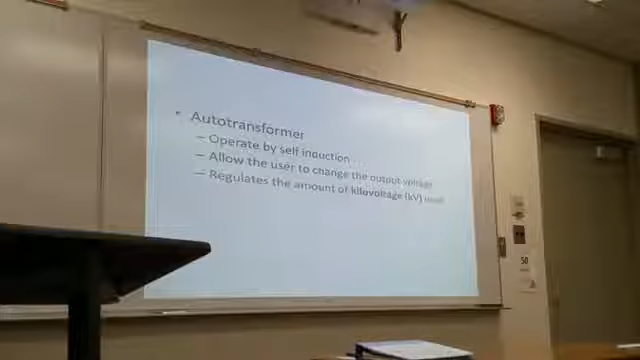 • Autotransformer
– Operate by self induction
– Allow the user to change the output voltage
– Regulates the amount of kilovoltage (kV) used
50